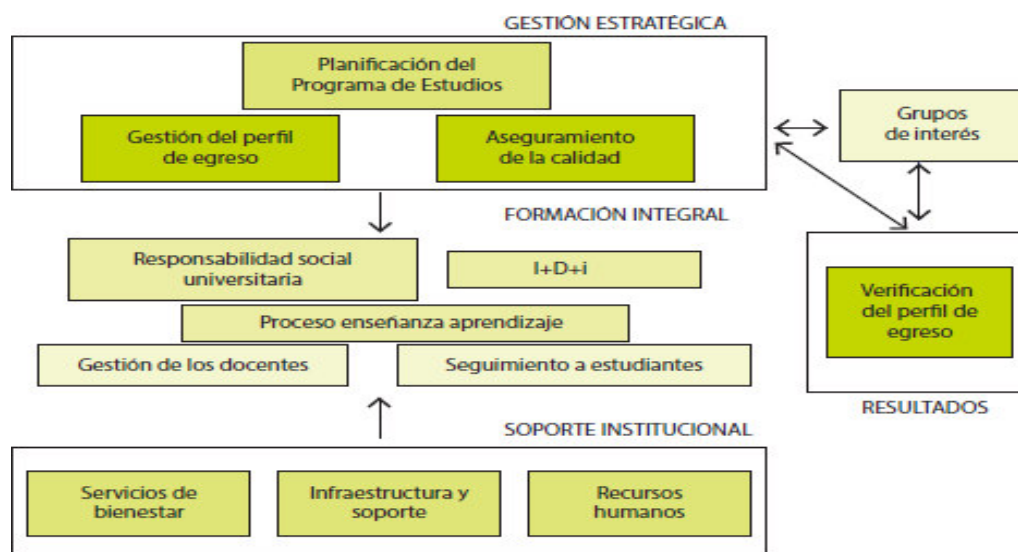 GESTIÓN ESTRATÉGICA
Planificación del
Programa de Estudios
Gestión del perfil
de egreso
Aseguramiento
de la calidad
Grupos
de interés
FORMACIÓN INTEGRAL
Responsabilidad social
universitaria
I+D+i
Proceso enseñanza aprendizaje
Gestión de los docentes
Seguimiento a estudiantes
Verificación
del perfil de
egreso
RESULTADOS
SOPORTE INSTITUCIONAL
Servicios de
bienestar
Infraestructura y
soporte
Recursos
humanos